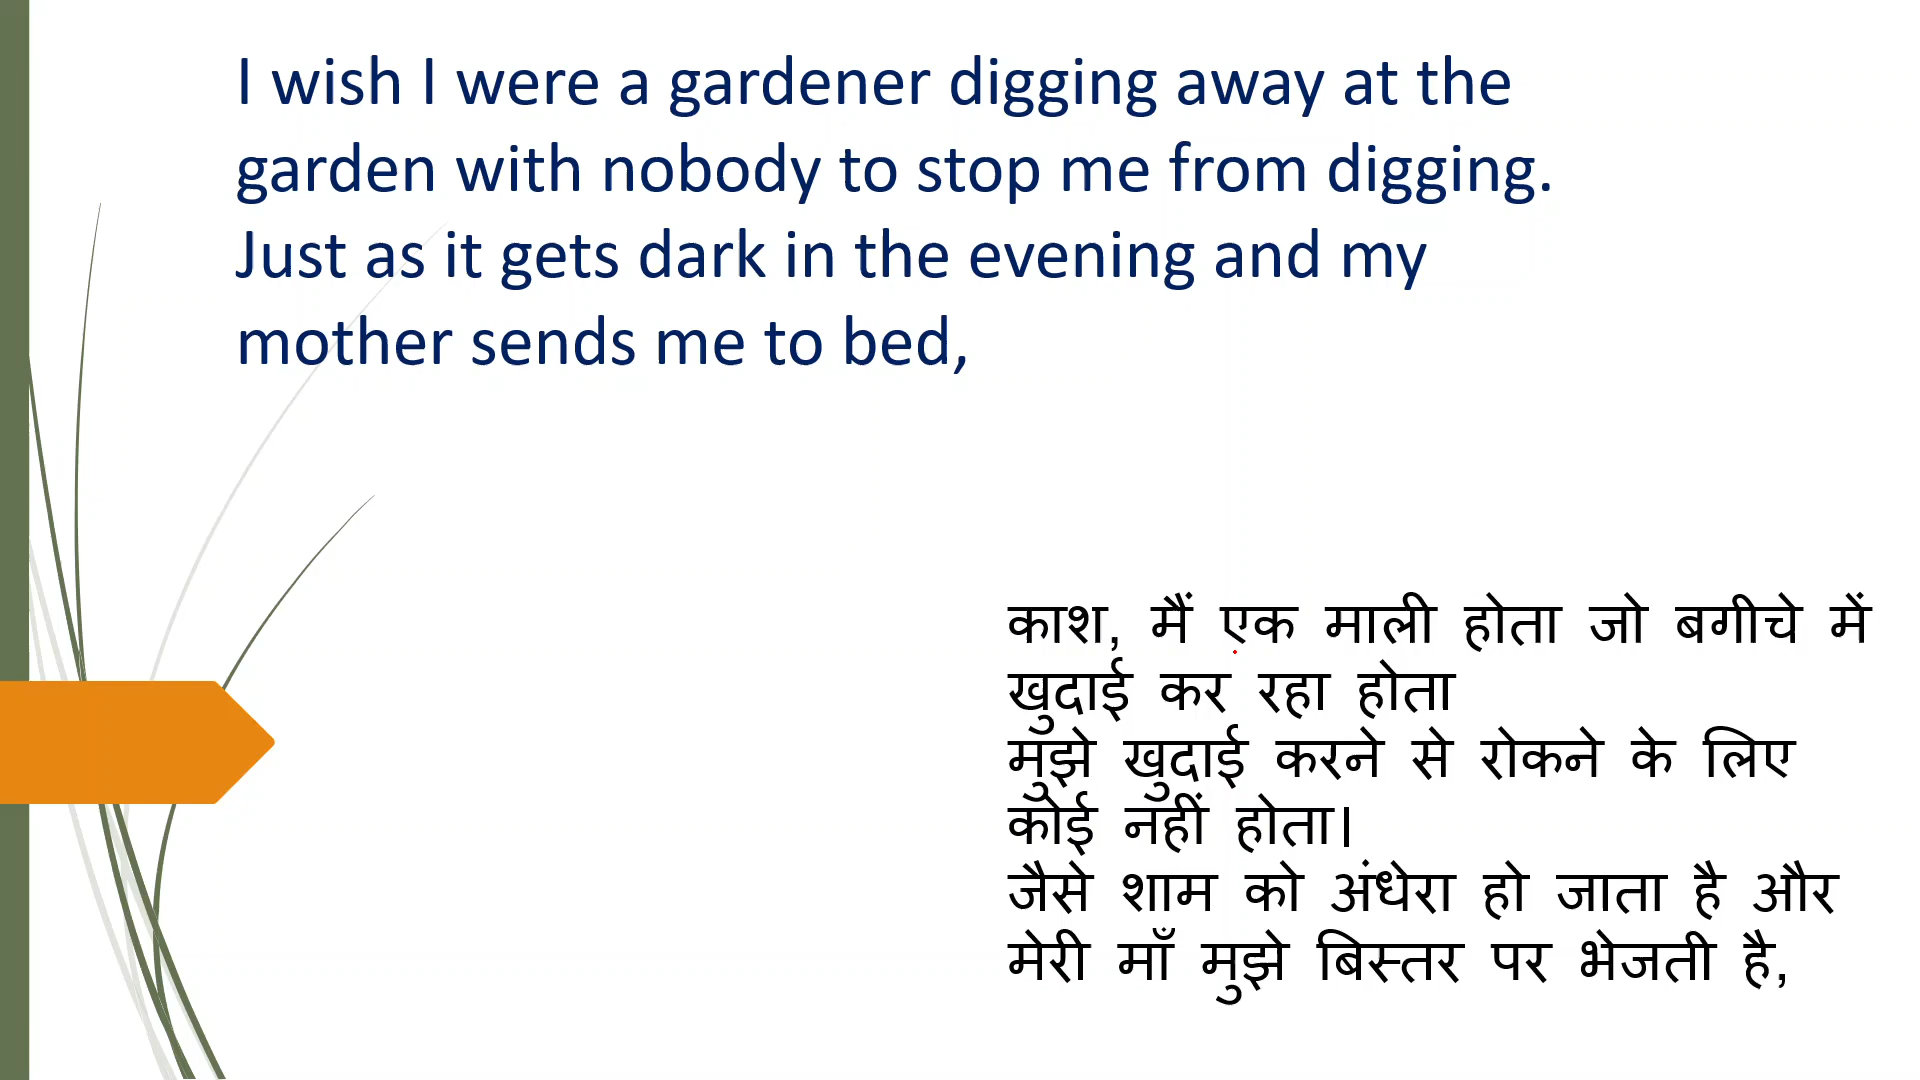 I wish I were a gardener digging away at the
garden with nobody to stop me from digging.
Just as it gets dark in the evening and my
mother sends me to bed,
काश, मैं एक माली होता जो बगीचे में
खुदाई कर रहा होता
मुझे खुदाई करने से रोकने के लिए
कोई नहीं होता।
जैसे शाम को अंधेरा हो जाता है और
मेरी माँ मुझे बिस्तर पर भेजती है,